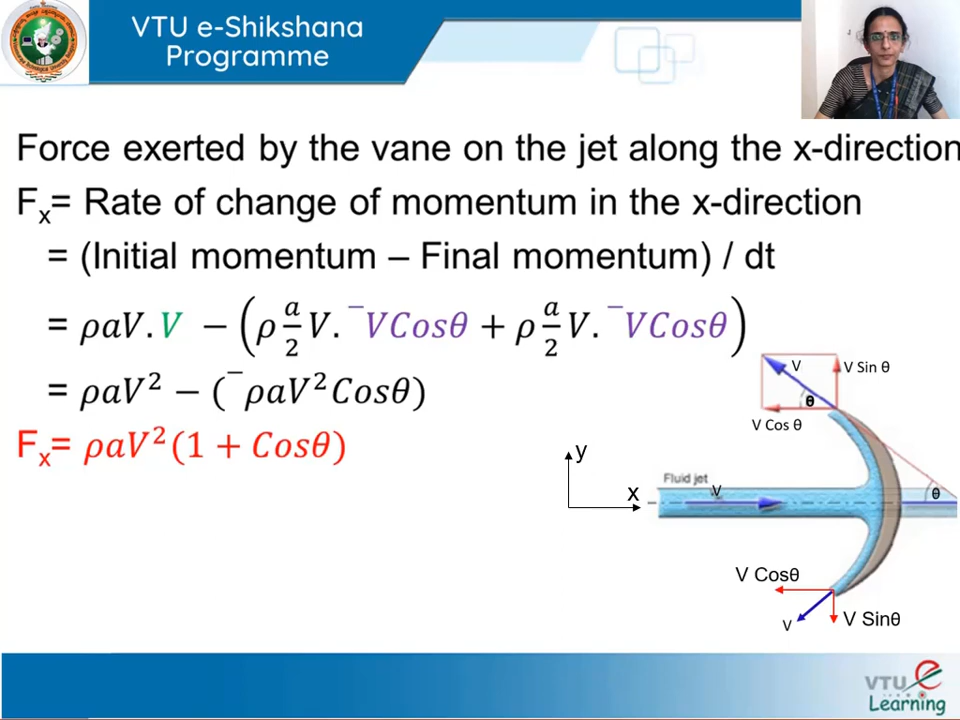 VTU e-Shikshana
Programme
Force exerted by the vane on the jet along the x-direction
Fₓ= Rate of change of momentum in the x-direction
= (Initial momentum – Final momentum) / dt
= ρaV.V − (ρ a/2 V. ⁻VCosθ + ρ a/2 V. ⁻VCosθ)
= ρaV² − (⁻ρaV²Cosθ)
Fₓ= ρaV²(1 + Cosθ)
V
V Sin θ
θ
V Cos θ
y
x
Fluid jet
V
θ
V Cosθ
V
V Sinθ
VTU e
Learning